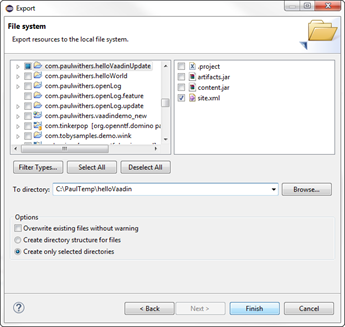 Export
File system
Export resources to the local file system.
com.paulwithers.helloVaadinUpdate
com.paulwithers.helloWorld
com.paulwithers.openLog
com.paulwithers.openLog.feature
com.paulwithers.openLog.update
com.paulwithers.vaadindemo_new
com.tinkerpop [org.openntf.domino pa
com.tobysamples.demo.wink
.project
artifacts.jar
content.jar
site.xml
Filter Types...
Select All
Deselect All
To directory:
C:\PaulTemp\helloVaadin
Browse...
Options
Overwrite existing files without warning
Create directory structure for files
Create only selected directories
?
< Back
Next >
Finish
Cancel